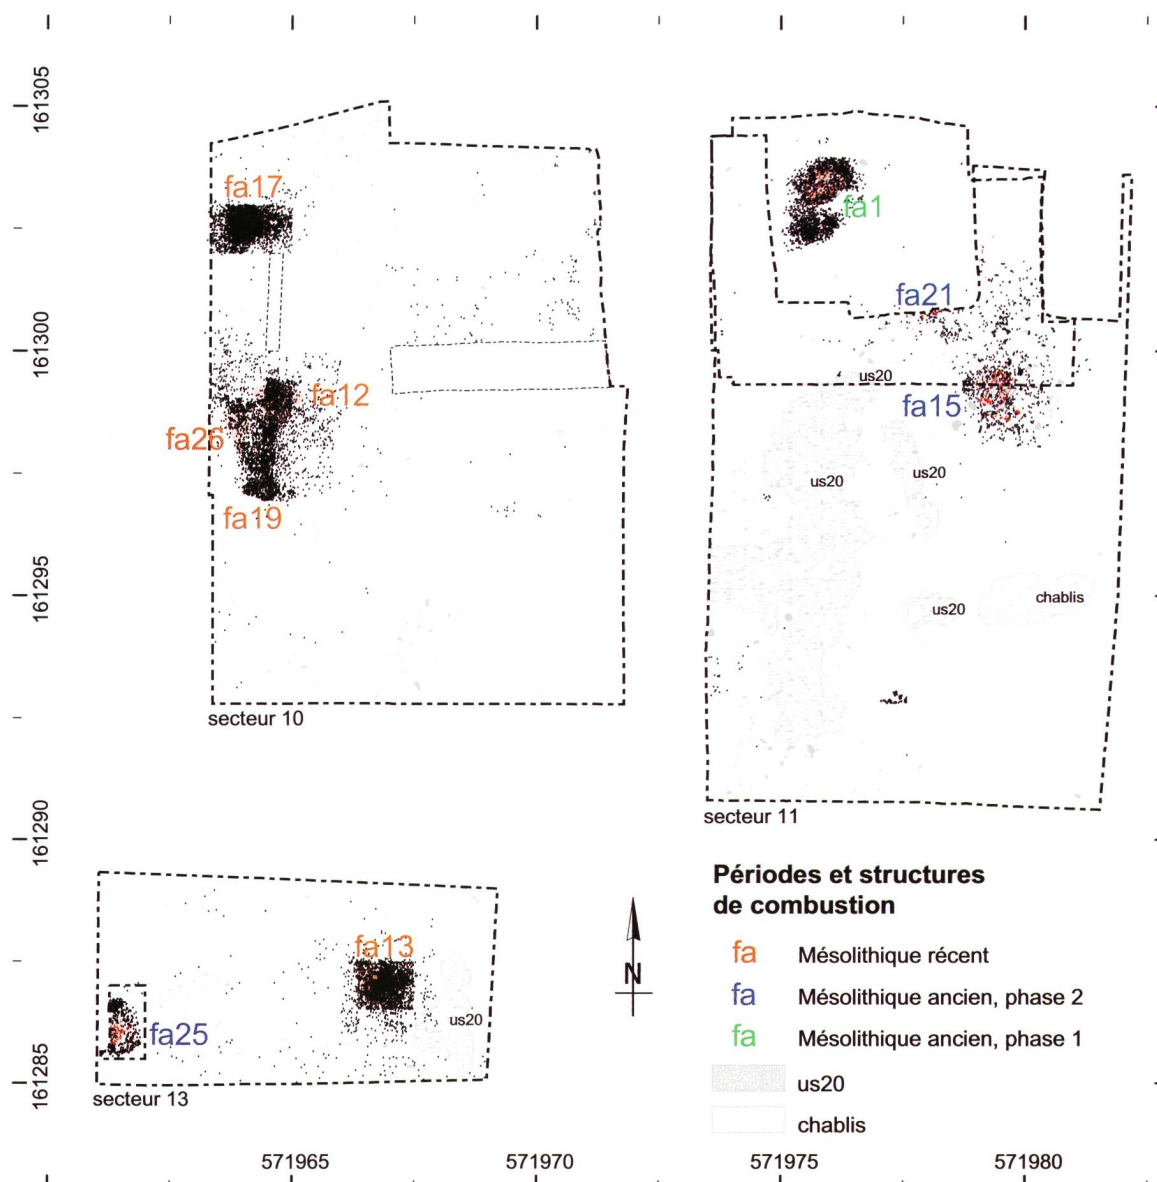 161305
161300
161295
161290
161285
fa17
fa12
fa26
fa19
secteur 10
fa1
fa21
us20
fa15
us20
us20
us20
chablis
secteur 11
fa13
fa25
us20
secteur 13
N
Périodes et structures
de combustion
fa Mésolithique récent
fa Mésolithique ancien, phase 2
fa Mésolithique ancien, phase 1
us20
chablis
571965
571970
571975
571980